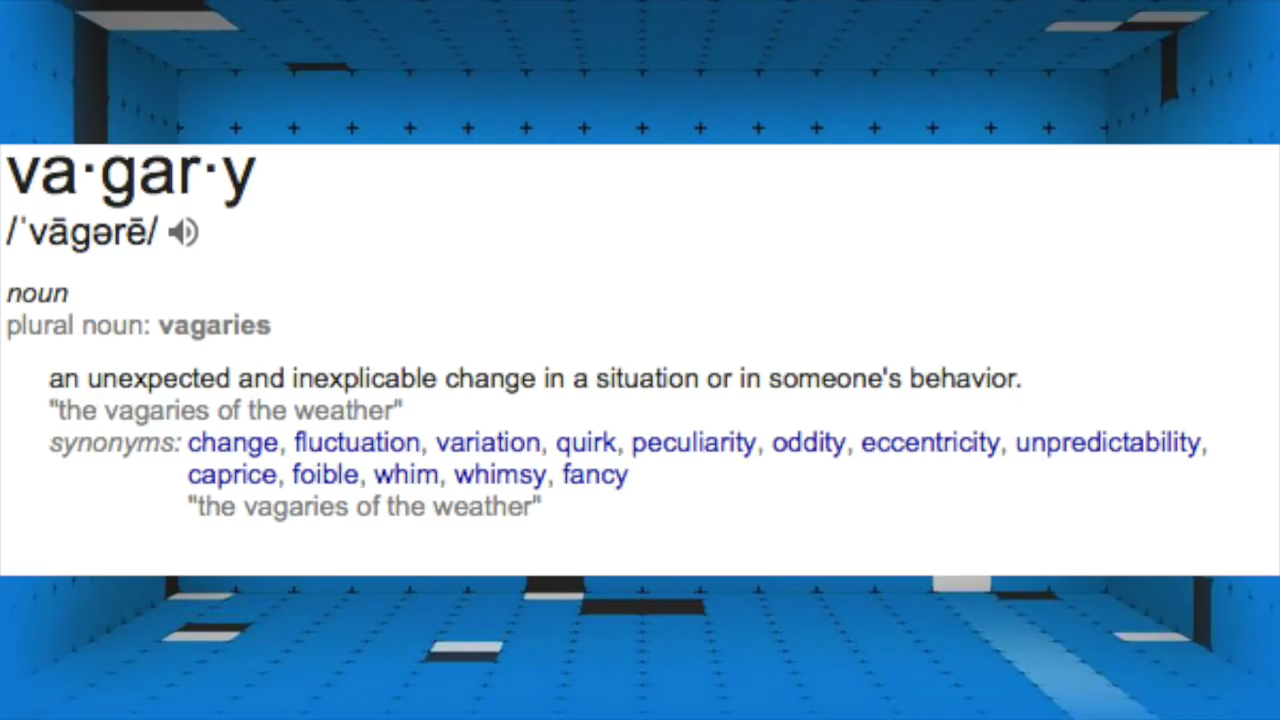 va·gar·y
/ˈvāgərē/
noun
plural noun: vagaries
an unexpected and inexplicable change in a situation or in someone's behavior.
"the vagaries of the weather"
synonyms: change, fluctuation, variation, quirk, peculiarity, oddity, eccentricity, unpredictability,
caprice, foible, whim, whimsy, fancy
"the vagaries of the weather"